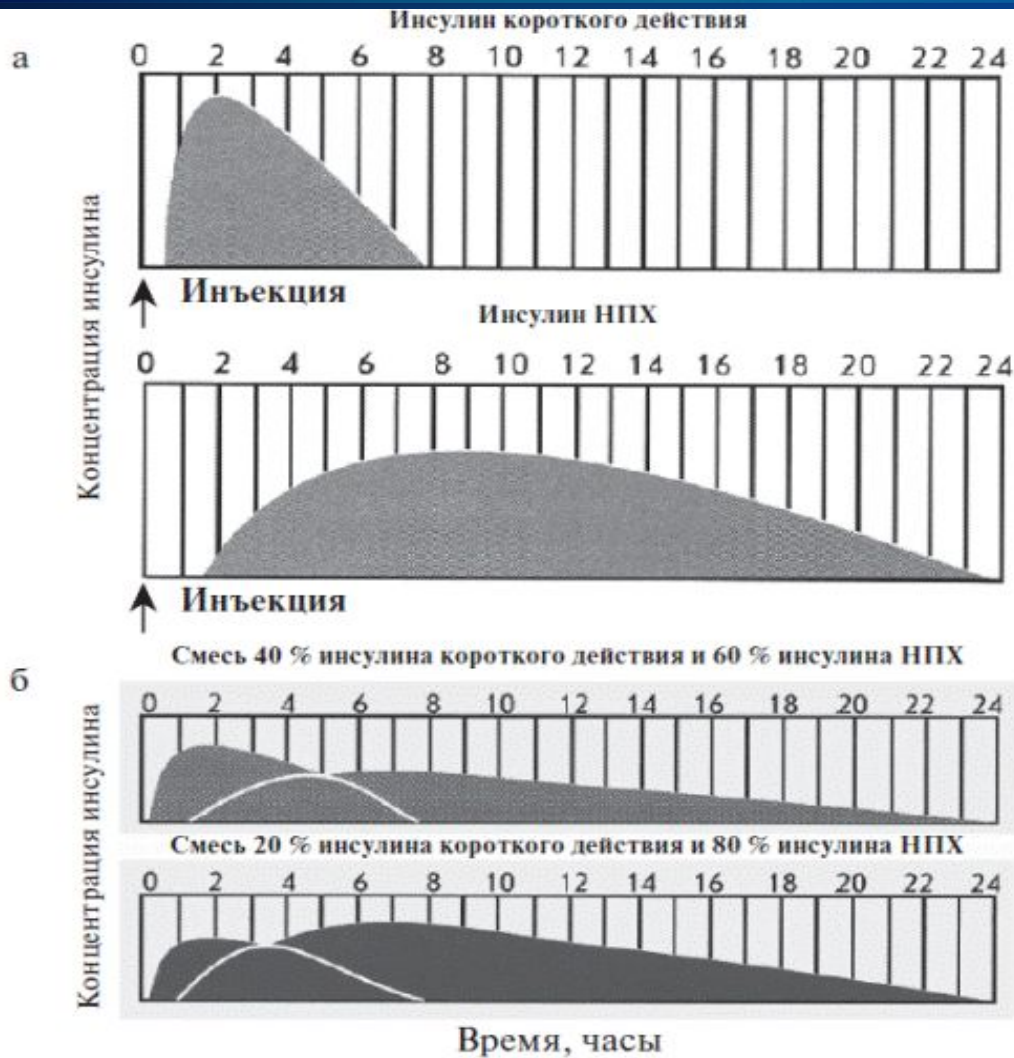 Инсулин короткого действия
а
0 2 4 6 8 10 12 14 16 18 20 22 24
Концентрация инсулина
Инъекция
Инсулин НПХ
0 2 4 6 8 10 12 14 16 18 20 22 24
Инъекция
Смесь 40 % инсулина короткого действия и 60 % инсулина НПХ
б
0 2 4 6 8 10 12 14 16 18 20 22 24
Концентрация инсулина
Смесь 20 % инсулина короткого действия и 80 % инсулина НПХ
0 2 4 6 8 10 12 14 16 18 20 22 24
Время, часы